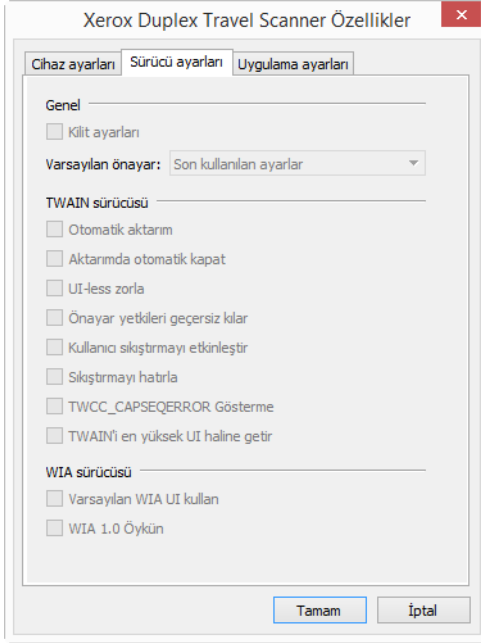 Xerox Duplex Travel Scanner Özellikler
Cihaz ayarları Sürücü ayarları Uygulama ayarları
Genel
Kilit ayarları
Varsayılan önayar: Son kullanılan ayarlar
TWAIN sürücüsü
Otomatik aktarım
Aktarımda otomatik kapat
UI-less zorla
Önayar yetkileri geçersiz kılar
Kullanıcı sıkıştırmayı etkinleştir
Sıkıştırmayı hatırla
TWCC_CAPSEQERROR Gösterme
TWAIN'i en yüksek UI haline getir
WIA sürücüsü
Varsayılan WIA UI kullan
WIA 1.0 Öykün
Tamam İptal